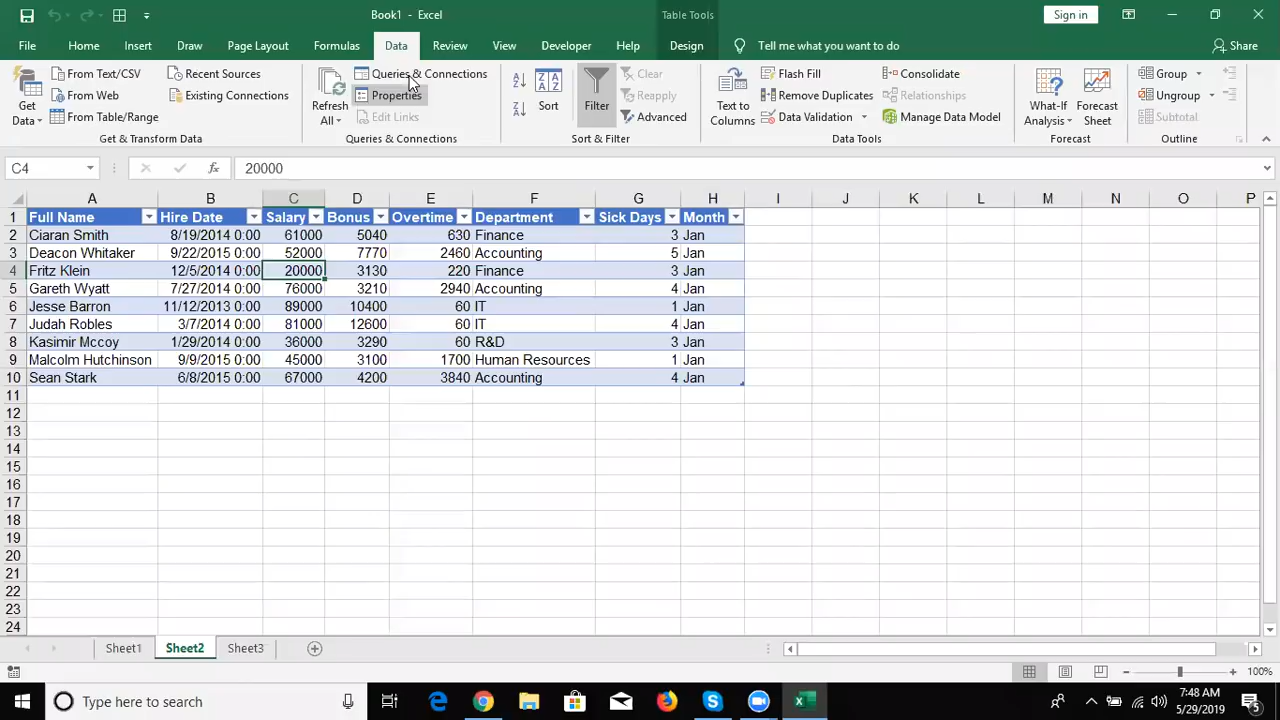 Book1 - Excel
Table Tools
Sign in
File Home Insert Draw Page Layout Formulas Data Review View Developer Help Design Tell me what you want to do Share
From Text/CSV Recent Sources Queries & Connections Clear Flash Fill Consolidate Group
Get Data From Web Existing Connections Refresh All Properties Sort Filter Reapply Text to Columns Remove Duplicates Relationships What-If Analysis Forecast Sheet Ungroup
From Table/Range Edit Links Advanced Data Validation Manage Data Model Subtotal
Get & Transform Data Queries & Connections Sort & Filter Data Tools Forecast Outline
C4 fx 20000
A B C D E F G H I J K L M N O P
1 Full Name Hire Date Salary Bonus Overtime Department Sick Days Month
2 Ciaran Smith 8/19/2014 0:00 61000 5040 630 Finance 3 Jan
3 Deacon Whitaker 9/22/2015 0:00 52000 7770 2460 Accounting 5 Jan
4 Fritz Klein 12/5/2014 0:00 20000 3130 220 Finance 3 Jan
5 Gareth Wyatt 7/27/2014 0:00 76000 3210 2940 Accounting 4 Jan
6 Jesse Barron 11/12/2013 0:00 89000 10400 60 IT 1 Jan
7 Judah Robles 3/7/2014 0:00 81000 12600 60 IT 4 Jan
8 Kasimir Mccoy 1/29/2014 0:00 36000 3290 60 R&D 3 Jan
9 Malcolm Hutchinson 9/9/2015 0:00 45000 3100 1700 Human Resources 1 Jan
10 Sean Stark 6/8/2015 0:00 67000 4200 3840 Accounting 4 Jan
11
12
13
14
15
16
17
18
19
20
21
22
23
24
Sheet1 Sheet2 Sheet3
100%
Type here to search
7:48 AM
5/29/2019
5